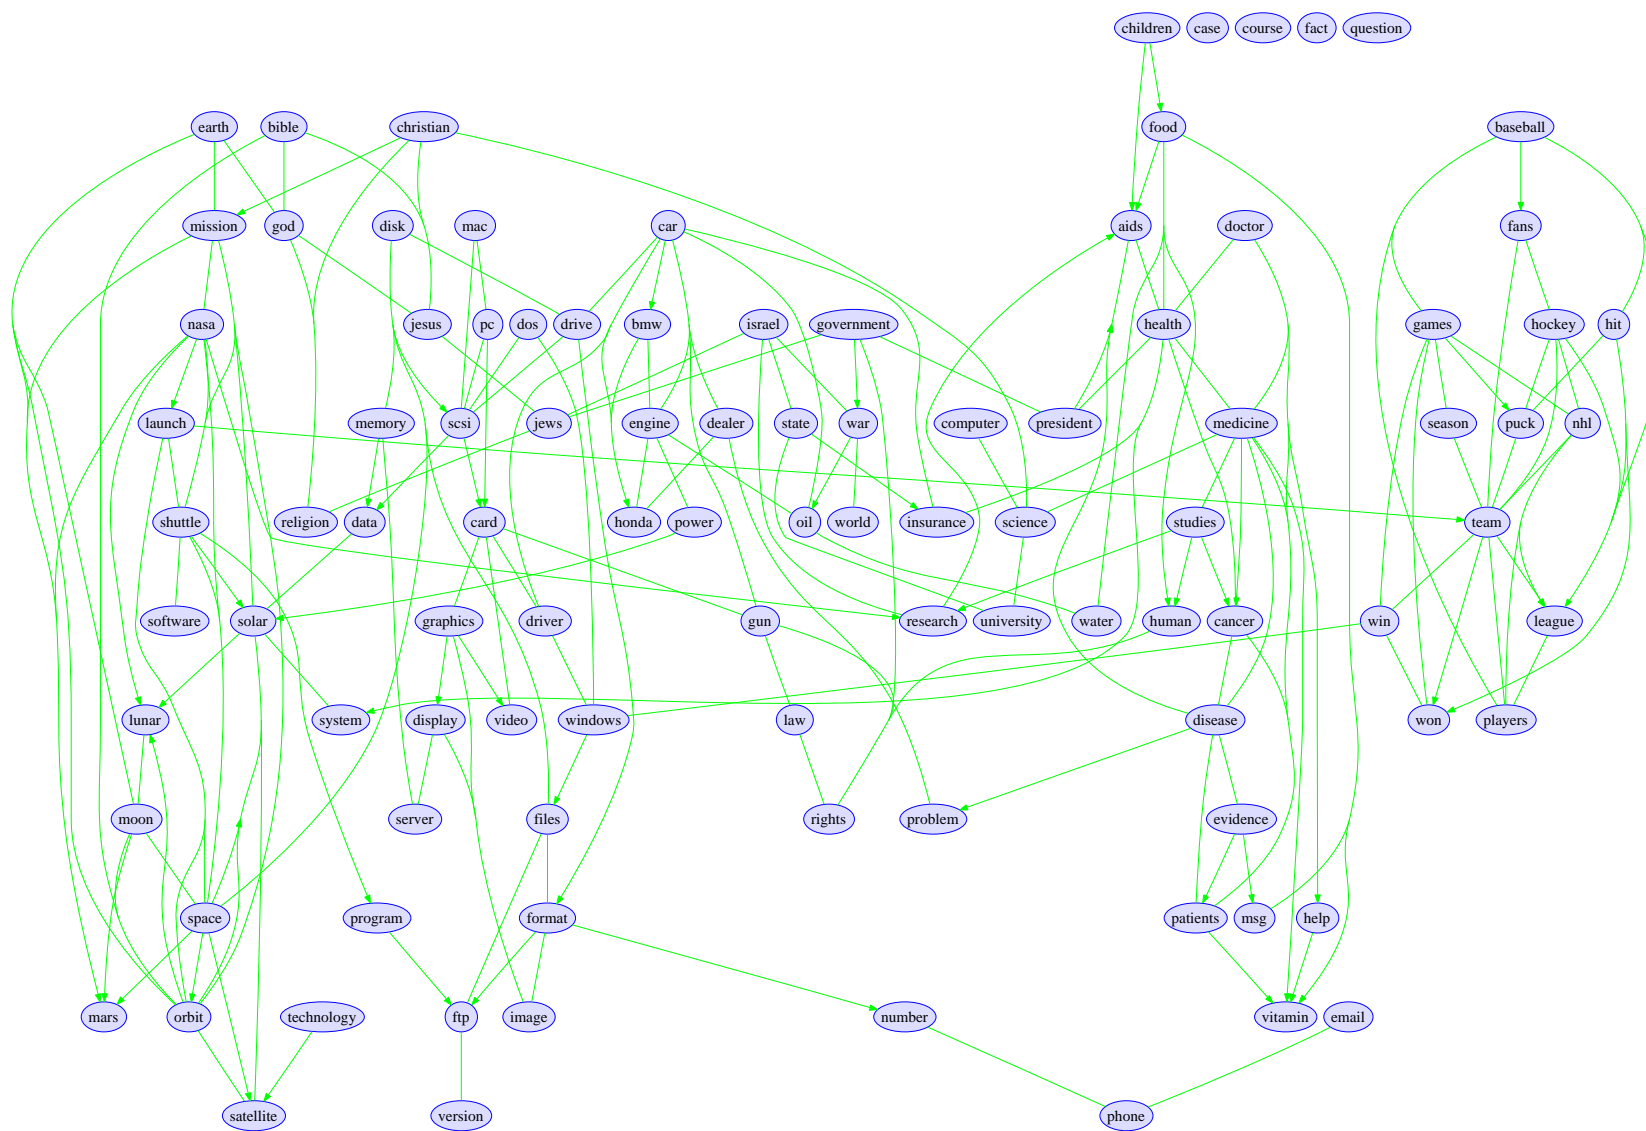 children case course fact question
earth bible christian food baseball
mission god disk mac car aids doctor fans
nasa jesus pc dos drive bmw israel government health games hockey hit
launch memory scsi jews engine dealer state war computer president medicine season puck nhl
shuttle religion data card honda power oil world insurance science studies team
software solar graphics driver gun research university water human cancer win league
lunar system display video windows law disease won players
moon server files rights problem evidence
space program format patients msg help
mars orbit technology ftp image number vitamin email
satellite version phone